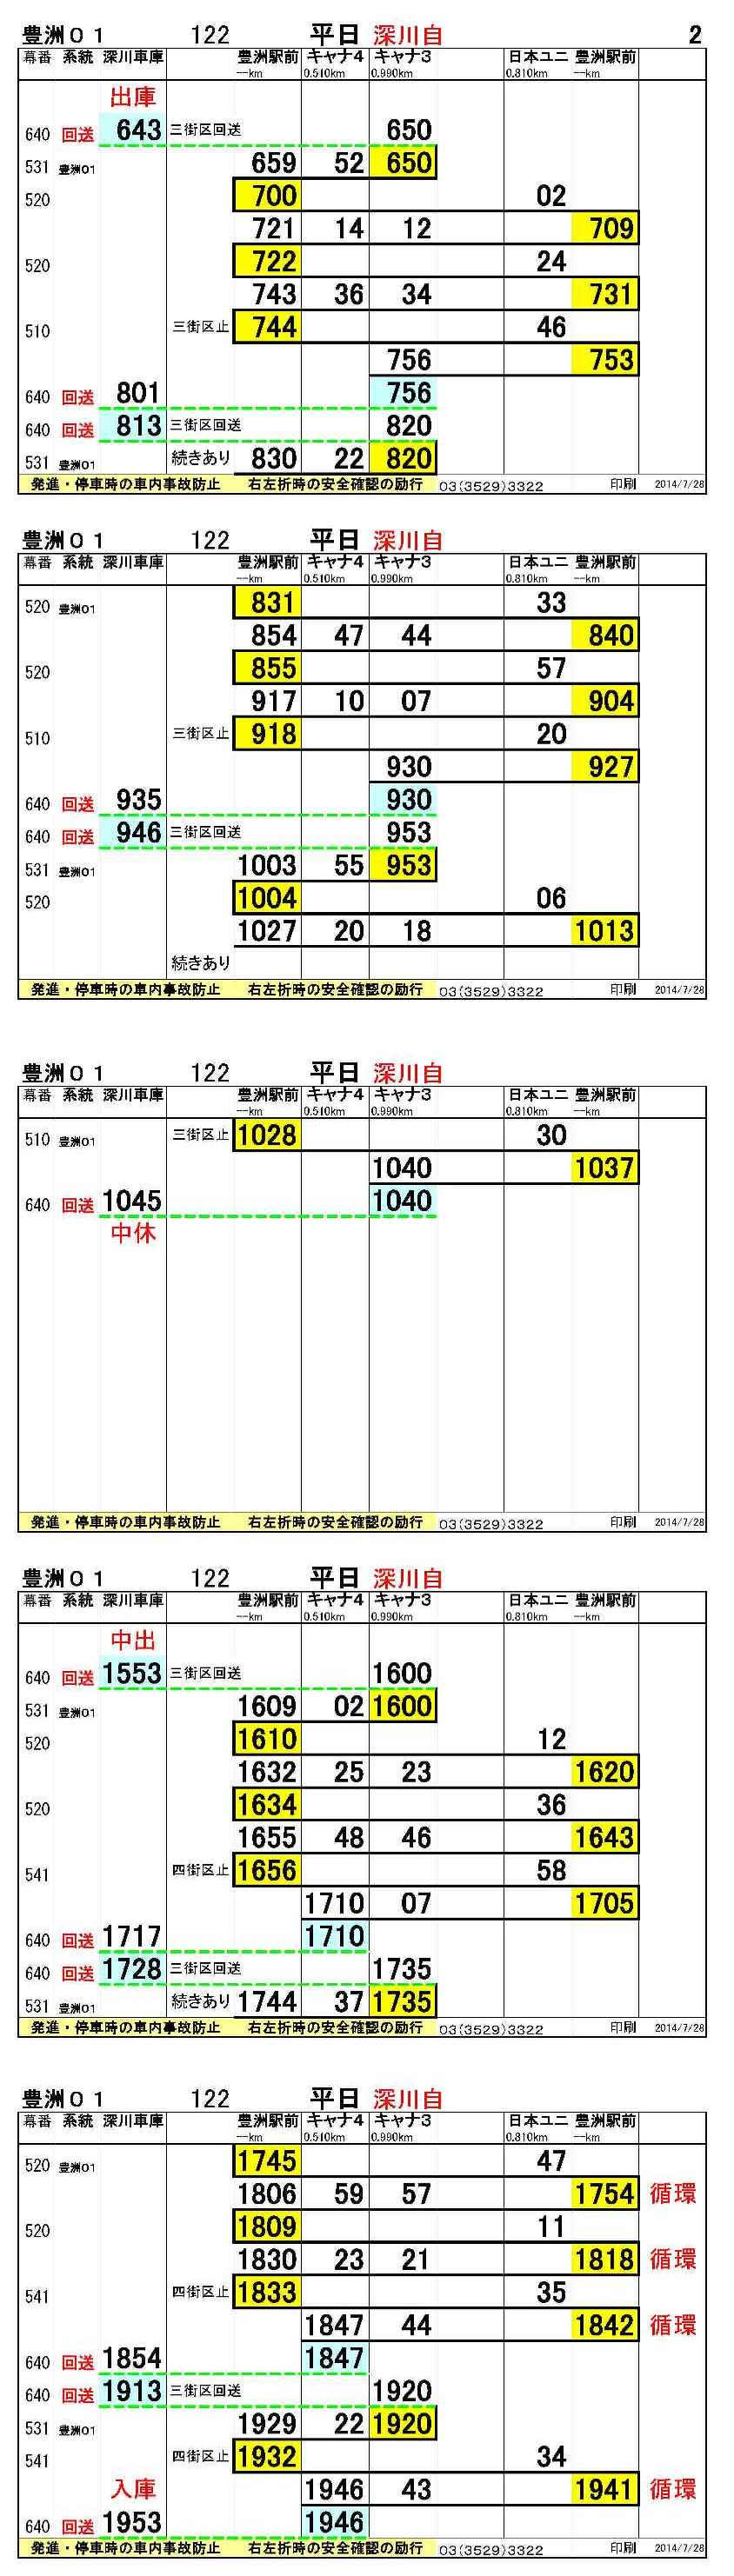 豊洲０１ 122 平日 深川自 2
幕番 系統 深川車庫 豊洲駅前 キャナ4 キャナ3 日本ユニ 豊洲駅前
--km 0.510km 0.990km 0.810km --km
出庫
640 回送 643 三街区回送 650
531 豊洲01 659 52 650
520 700 02
721 14 12 709
520 722 24
743 36 34 731
510 三街区止 744 46
756 753
640 回送 801 756
640 回送 813 三街区回送 820
531 豊洲01 続きあり 830 22 820
発進・停車時の車内事故防止 右左折時の安全確認の励行 03(3529)3322 印刷 2014/7/28
豊洲０１ 122 平日 深川自
幕番 系統 深川車庫 豊洲駅前 キャナ4 キャナ3 日本ユニ 豊洲駅前
--km 0.510km 0.990km 0.810km --km
520 豊洲01 831 33
854 47 44 840
520 855 57
917 10 07 904
510 三街区止 918 20
930 927
640 回送 935 930
640 回送 946 三街区回送 953
531 豊洲01 1003 55 953
520 1004 06
1027 20 18 1013
続きあり
発進・停車時の車内事故防止 右左折時の安全確認の励行 03(3529)3322 印刷 2014/7/28
豊洲０１ 122 平日 深川自
幕番 系統 深川車庫 豊洲駅前 キャナ4 キャナ3 日本ユニ 豊洲駅前
--km 0.510km 0.990km 0.810km --km
510 豊洲01 三街区止 1028 30
1040 1037
640 回送 1045 1040
中休
発進・停車時の車内事故防止 右左折時の安全確認の励行 03(3529)3322 印刷 2014/7/28
豊洲０１ 122 平日 深川自
幕番 系統 深川車庫 豊洲駅前 キャナ4 キャナ3 日本ユニ 豊洲駅前
--km 0.510km 0.990km 0.810km --km
中出
640 回送 1553 三街区回送 1600
531 豊洲01 1609 02 1600
520 1610 12
1632 25 23 1620
520 1634 36
1655 48 46 1643
541 四街区止 1656 58
1710 07 1705
640 回送 1717 1710
640 回送 1728 三街区回送 1735
531 豊洲01 続きあり 1744 37 1735
発進・停車時の車内事故防止 右左折時の安全確認の励行 03(3529)3322 印刷 2014/7/28
豊洲０１ 122 平日 深川自
幕番 系統 深川車庫 豊洲駅前 キャナ4 キャナ3 日本ユニ 豊洲駅前
--km 0.510km 0.990km 0.810km --km
520 豊洲01 1745 47
1806 59 57 1754 循環
520 1809 11
1830 23 21 1818 循環
541 四街区止 1833 35
1847 44 1842 循環
640 回送 1854 1847
640 回送 1913 三街区回送 1920
531 豊洲01 1929 22 1920
541 四街区止 1932 34
入庫 1946 43 1941 循環
640 回送 1953 1946
発進・停車時の車内事故防止 右左折時の安全確認の励行 03(3529)3322 印刷 2014/7/28